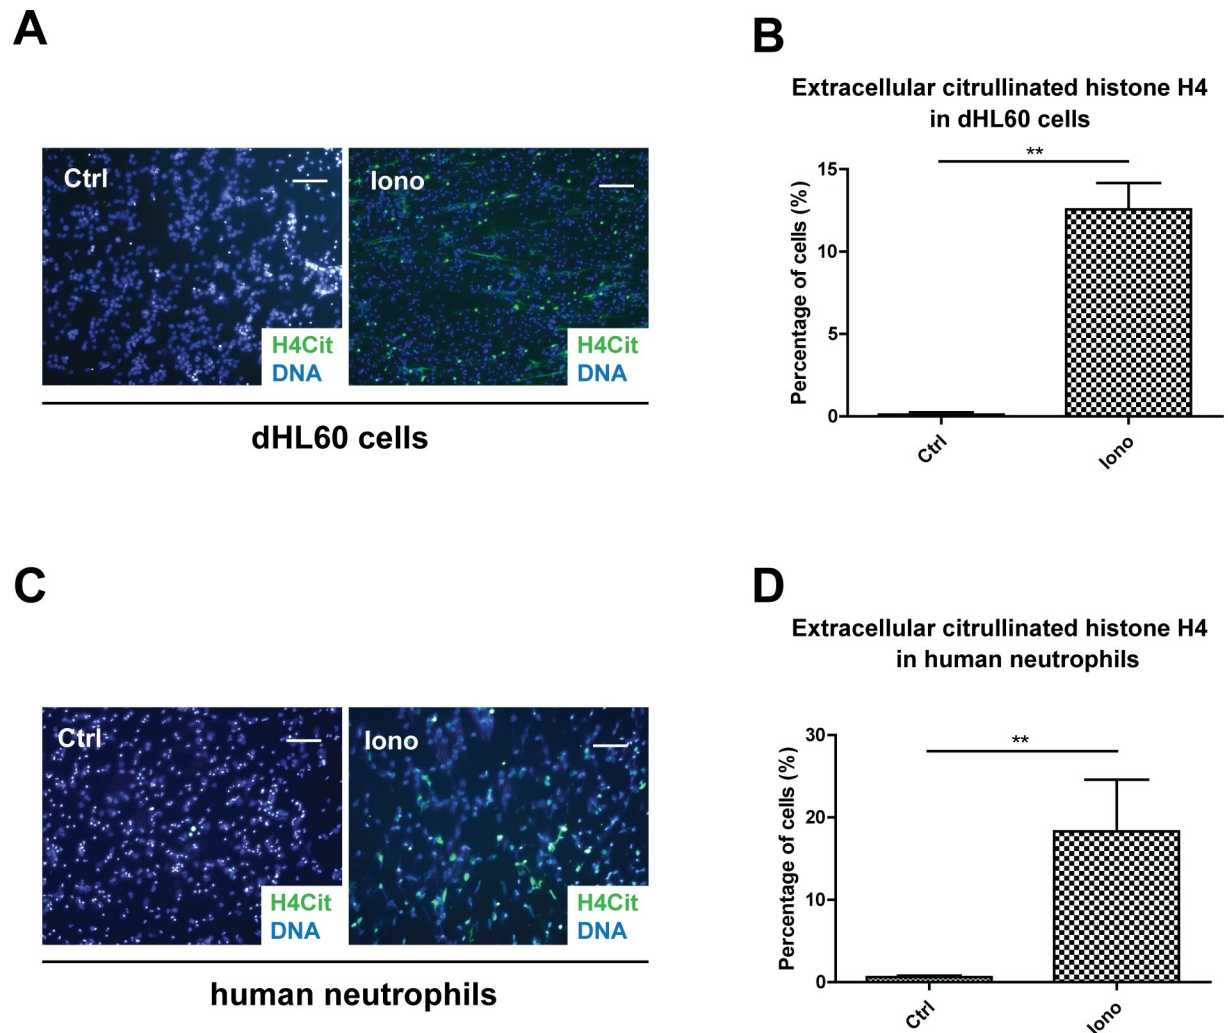 A
Ctrl
Iono
H4Cit
DNA
H4Cit
DNA
dHL60 cells
B
Extracellular citrullinated histone H4
in dHL60 cells
**
Percentage of cells (%)
15
10
5
0
Ctrl
Iono
C
Ctrl
Iono
H4Cit
DNA
H4Cit
DNA
human neutrophils
D
Extracellular citrullinated histone H4
in human neutrophils
**
Percentage of cells (%)
30
20
10
0
Ctrl
Iono